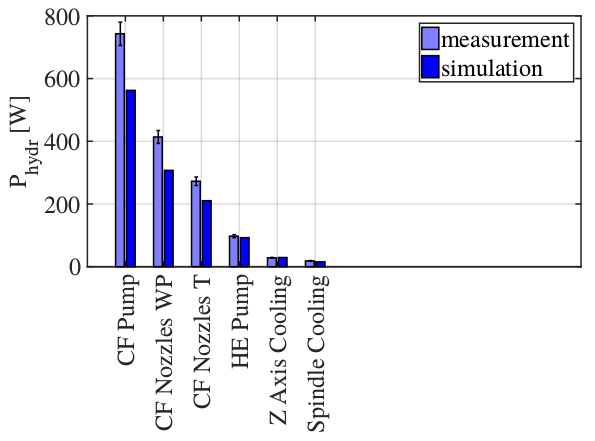 800
600
400
200
0
P_hydr [W]
measurement
simulation
CF Pump
CF Nozzles WP
CF Nozzles T
HE Pump
Z Axis Cooling
Spindle Cooling